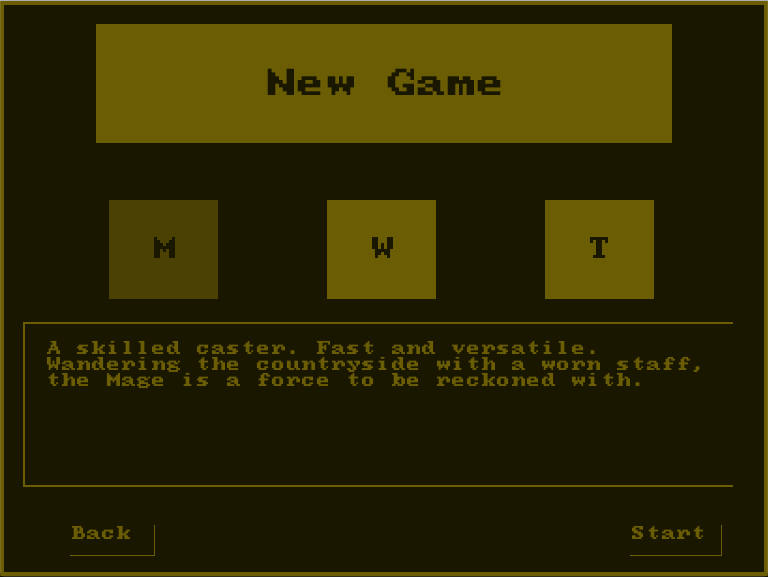 New Game
M W T
A skilled caster. Fast and versatile.
Wandering the countryside with a worn staff,
the Mage is a force to be reckoned with.
Back Start